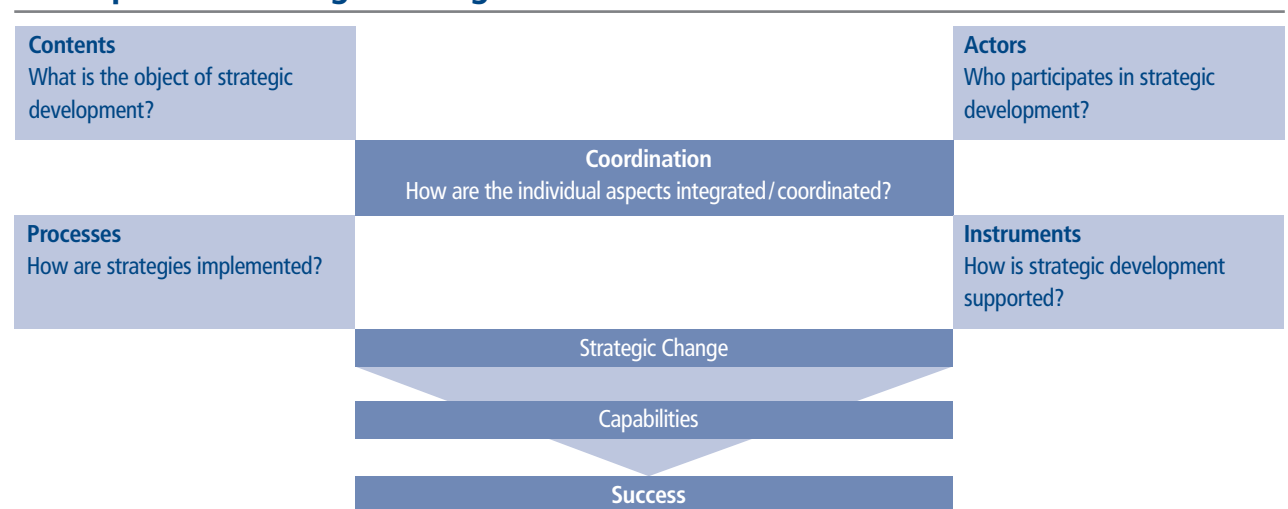 Contents
What is the object of strategic
development?
Actors
Who participates in strategic
development?
Coordination
How are the individual aspects integrated/coordinated?
Processes
How are strategies implemented?
Instruments
How is strategic development
supported?
Strategic Change
Capabilities
Success